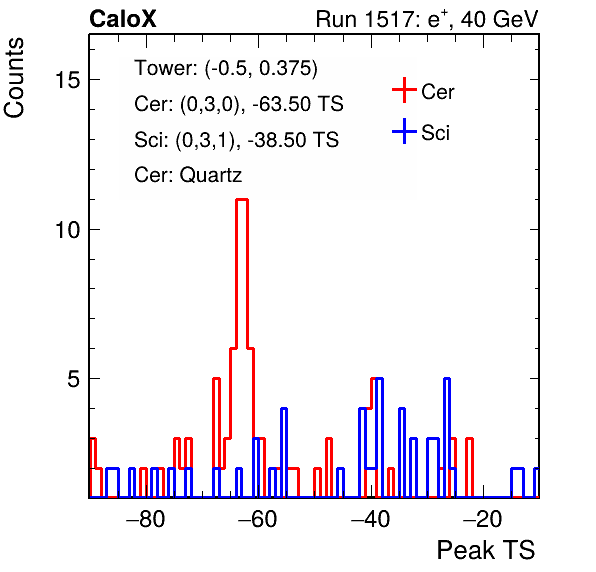 CaloX Run 1517: e⁺, 40 GeV
Tower: (-0.5, 0.375)
Cer: (0,3,0), -63.50 TS
Sci: (0,3,1), -38.50 TS
Cer: Quartz
Cer
Sci
Counts
15
10
5
−80 −60 −40 −20
Peak TS